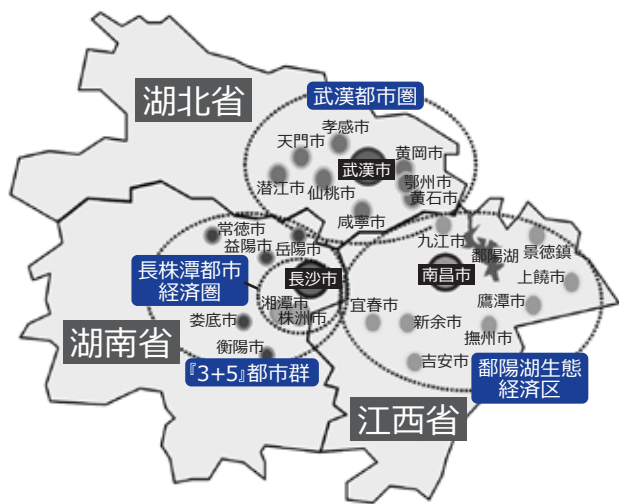 湖北省
武漢都市圏
孝感市
天門市
武漢市
黄岡市
潜江市
仙桃市
鄂州市
黄石市
咸寧市
常徳市
益陽市
岳陽市
九江市
鄱陽湖
景徳鎮
長株潭都市
経済圏
長沙市
南昌市
上饒市
湘潭市
株洲市
宜春市
鷹潭市
湖南省
娄底市
新余市
撫州市
衡陽市
吉安市
『3+5』都市群
鄱陽湖生態
経済区
江西省